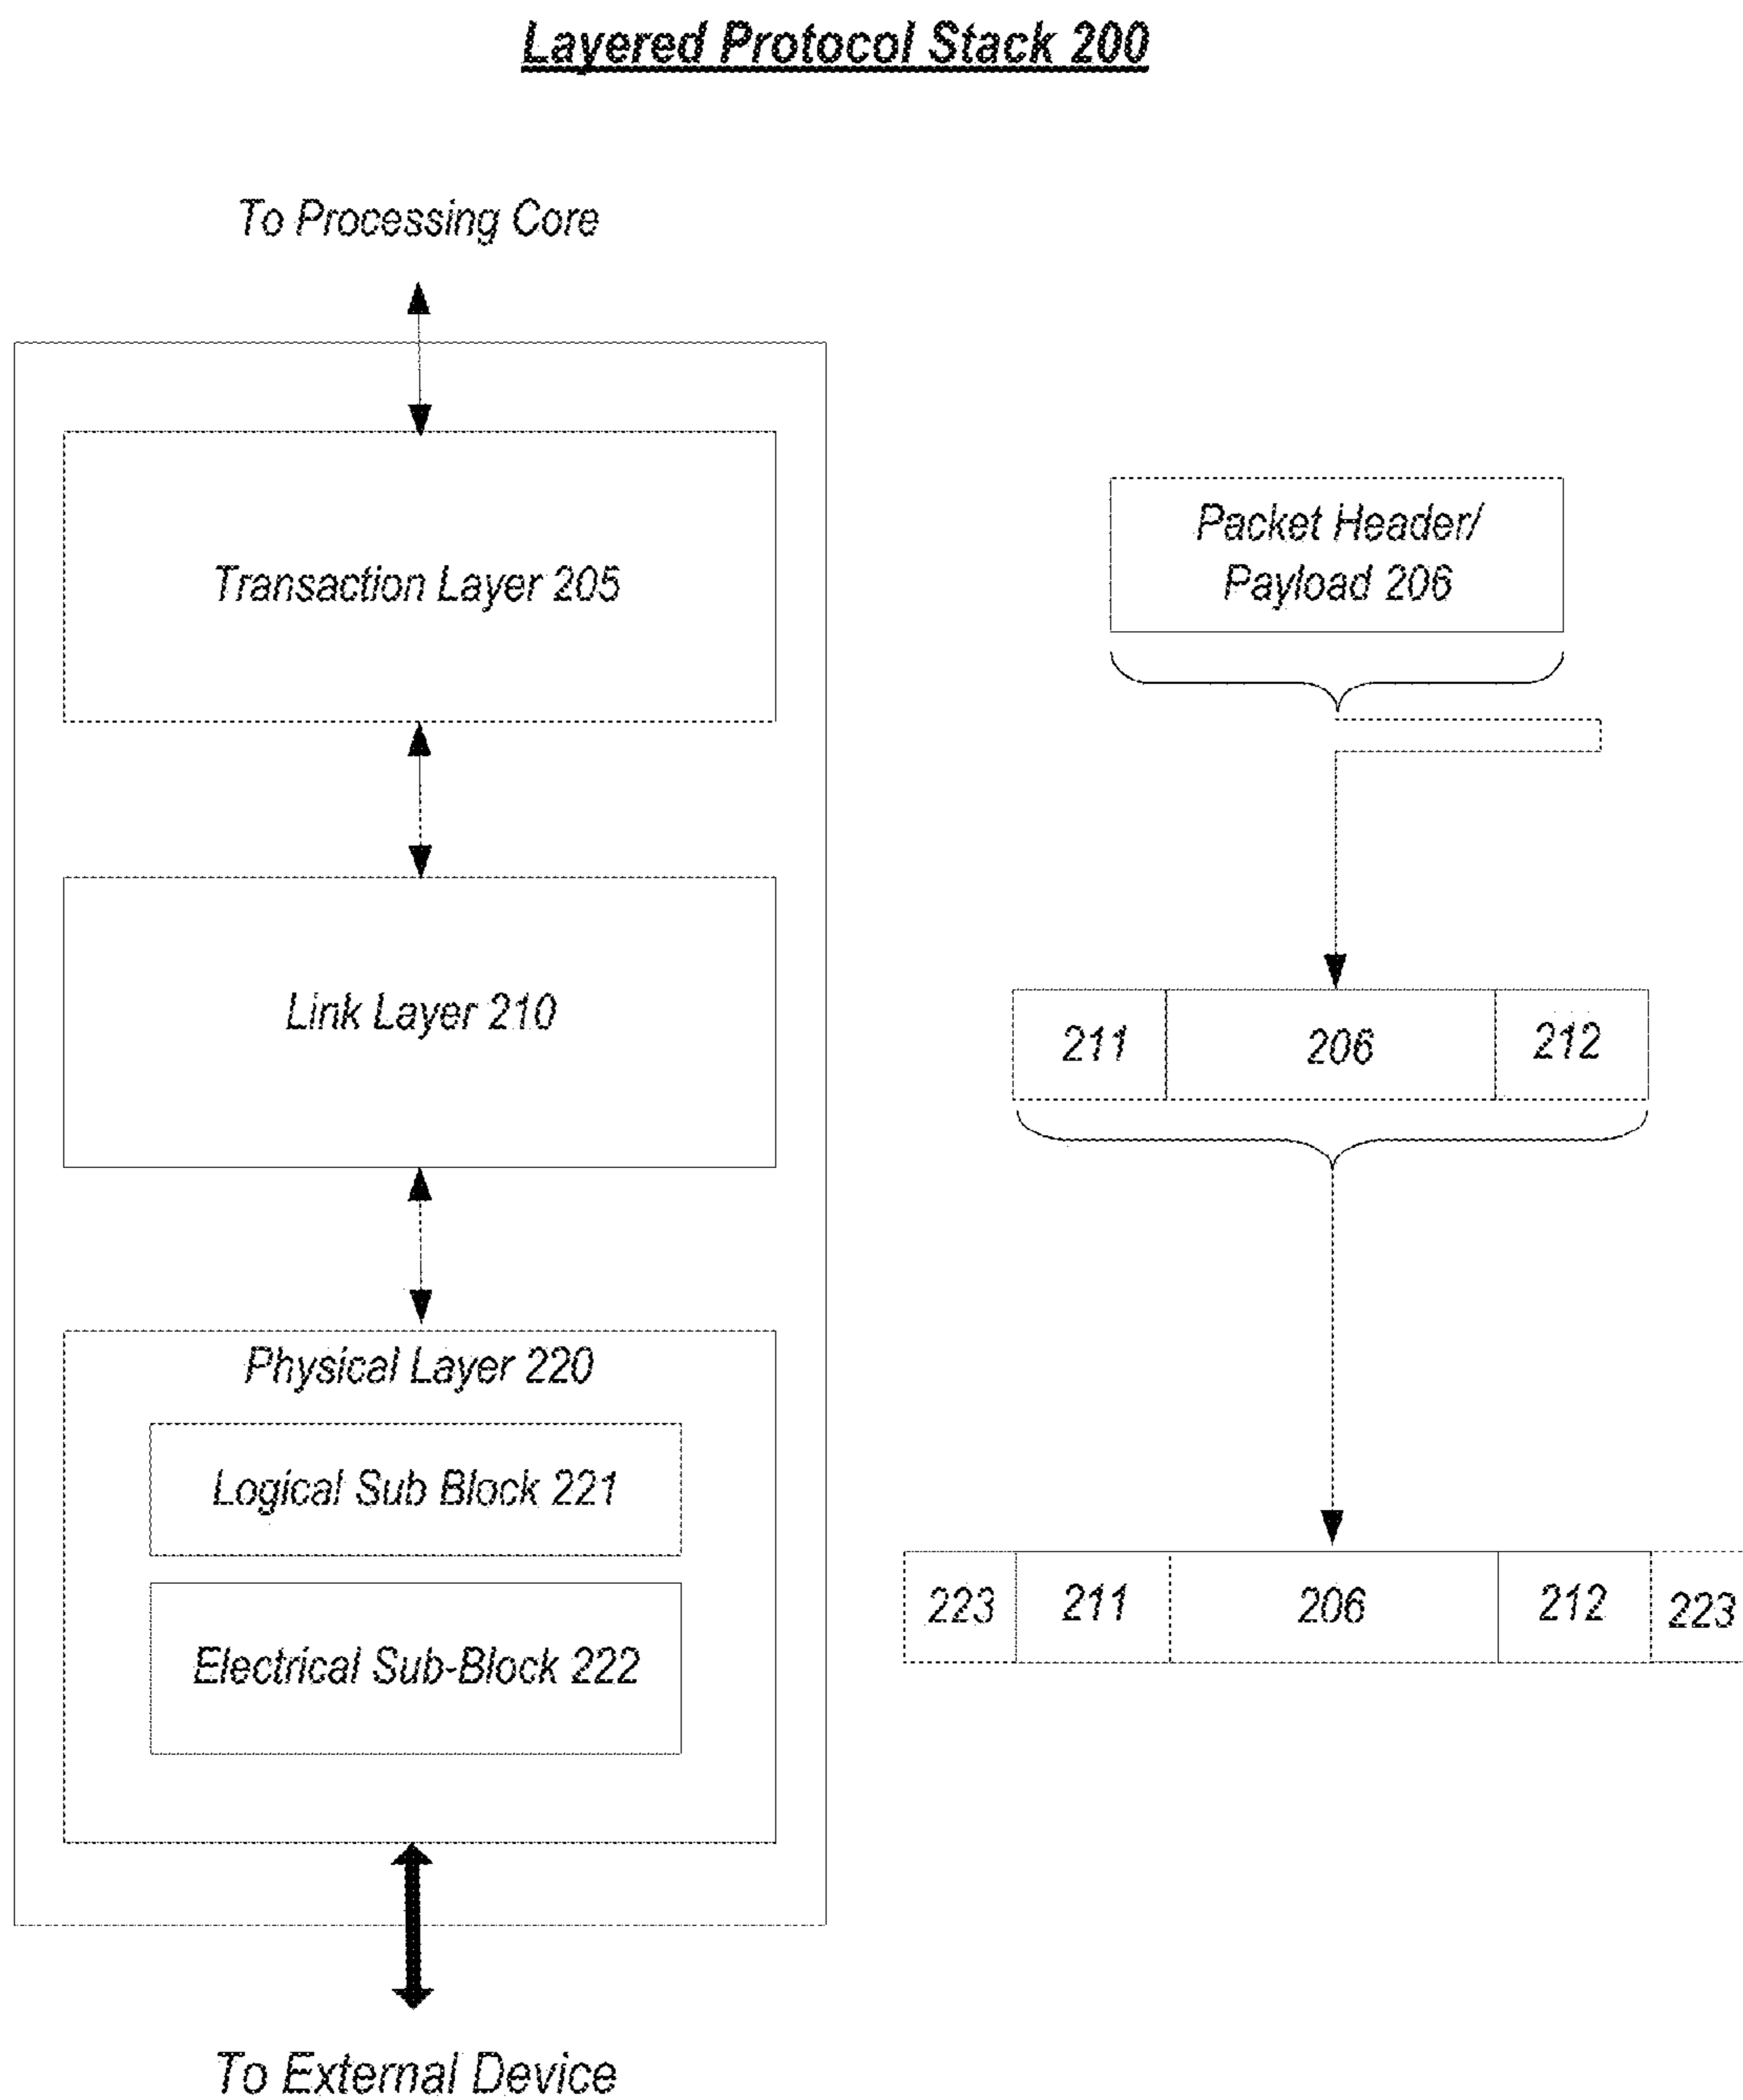 Layered Protocol Stack 200
To Processing Core
Transaction Layer 205
Packet Header/
Payload 206
Link Layer 210
211 206 212
Physical Layer 220
Logical Sub Block 221
Electrical Sub-Block 222
223 211 206 212 223
To External Device